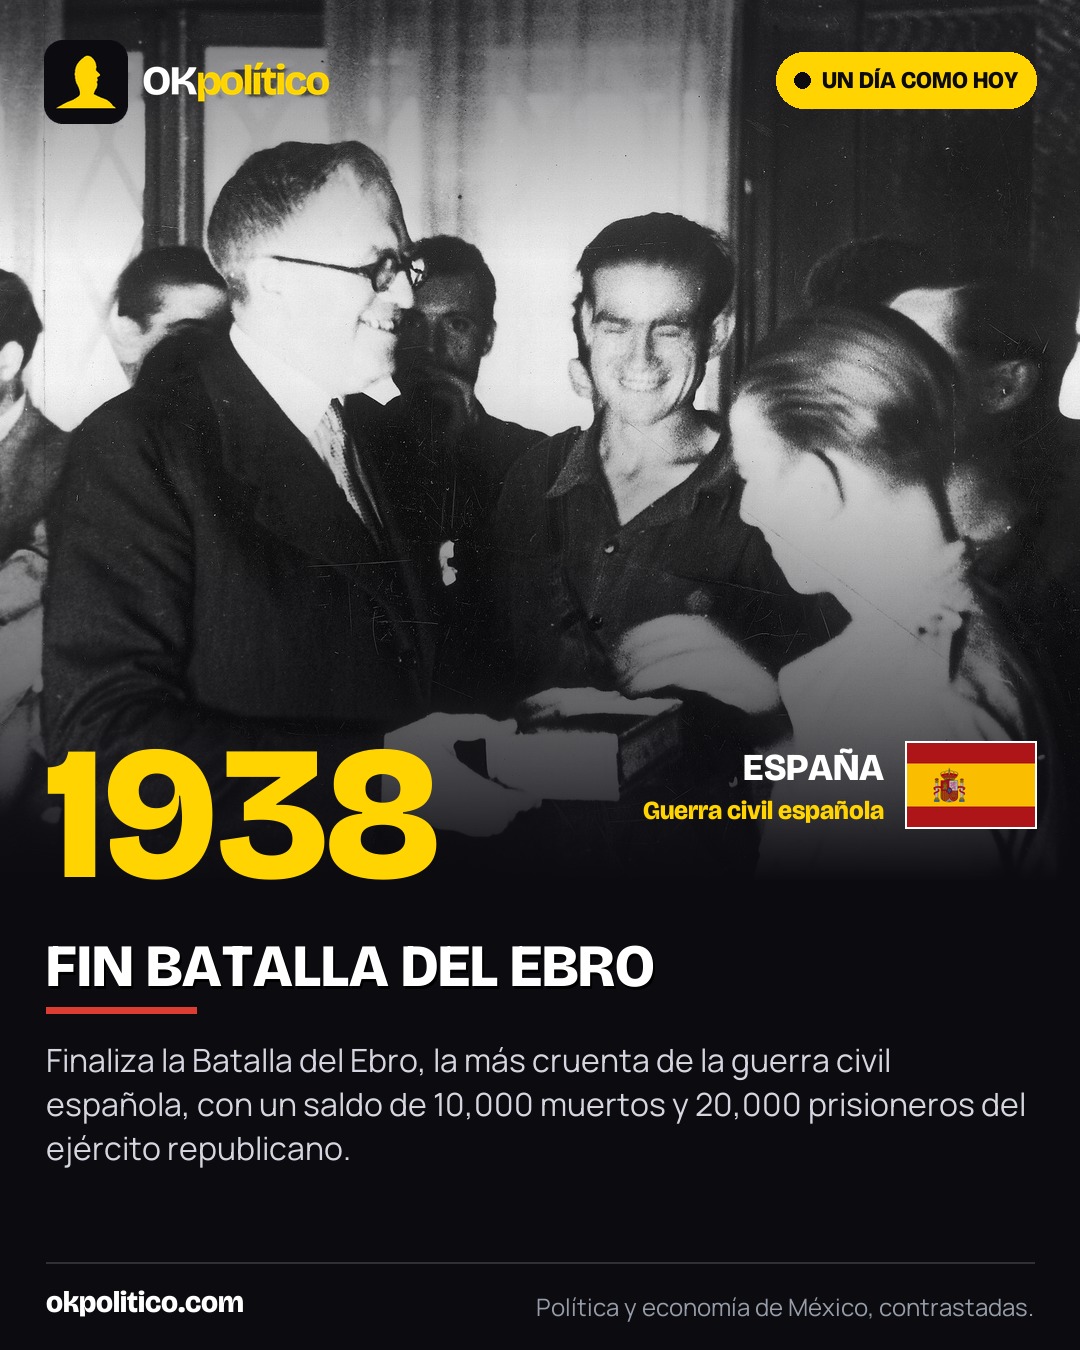 OKpolítico
UN DÍA COMO HOY
1938
ESPAÑA
Guerra civil española
FIN BATALLA DEL EBRO
Finaliza la Batalla del Ebro, la más cruenta de la guerra civil
española, con un saldo de 10,000 muertos y 20,000 prisioneros del
ejército republicano.
okpolitico.com
Política y economía de México, contrastadas.